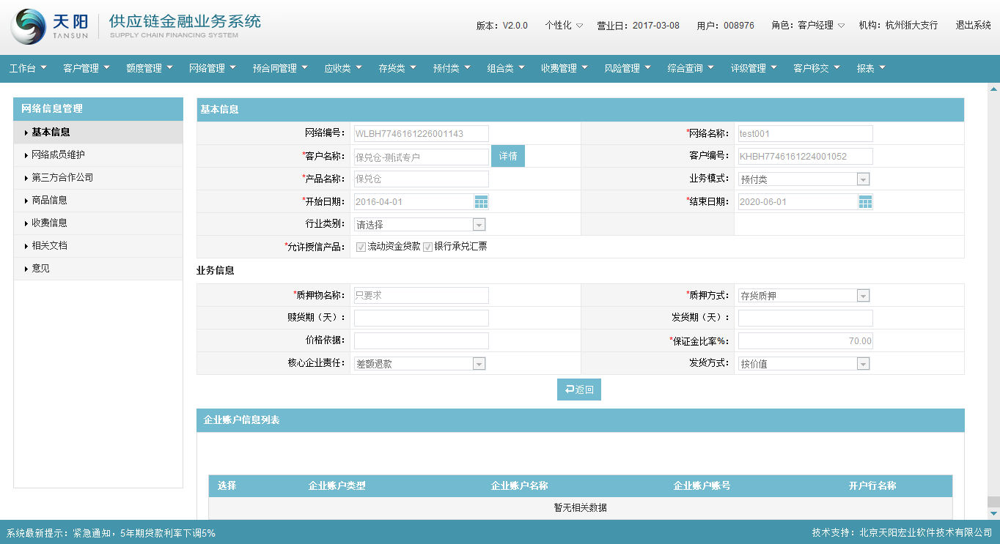 天阳 TANSUN 供应链金融业务系统 SUPPLY CHAIN FINANCING SYSTEM
版本：V2.0.0 个性化 营业日：2017-03-08 用户：008976 角色：客户经理 机构：杭州浙大支行 退出系统
工作台 客户管理 额度管理 网络管理 预合同管理 应收类 存货类 预付类 组合类 收费管理 风险管理 综合查询 评级管理 客户移交 报表
网络信息管理
基本信息
网络成员维护
第三方合作公司
商品信息
收费信息
相关文档
意见
基本信息
网络编号： WLBH7746161226001143 *网络名称： test001
*客户名称： 保兑仓-测试专户 详情 客户编号： KHBH7746161224001052
*产品名称： 保兑仓 业务模式： 预付类
*开始日期： 2016-04-01 *结束日期： 2020-06-01
行业类别： 请选择
*允许授信产品： 流动资金贷款 银行承兑汇票
业务信息
*质押物名称： 只要求 *质押方式： 存货质押
赎货期（天）： 发货期（天）：
价格依据： *保证金比率%： 70.00
核心企业责任： 差额退款 发货方式： 按价值
返回
企业账户信息列表
选择 企业账户类型 企业账户名称 企业账户账号 开户行名称
暂无相关数据
系统最新提示：紧急通知，5年期贷款利率下调5% 技术支持：北京天阳宏业软件技术有限公司